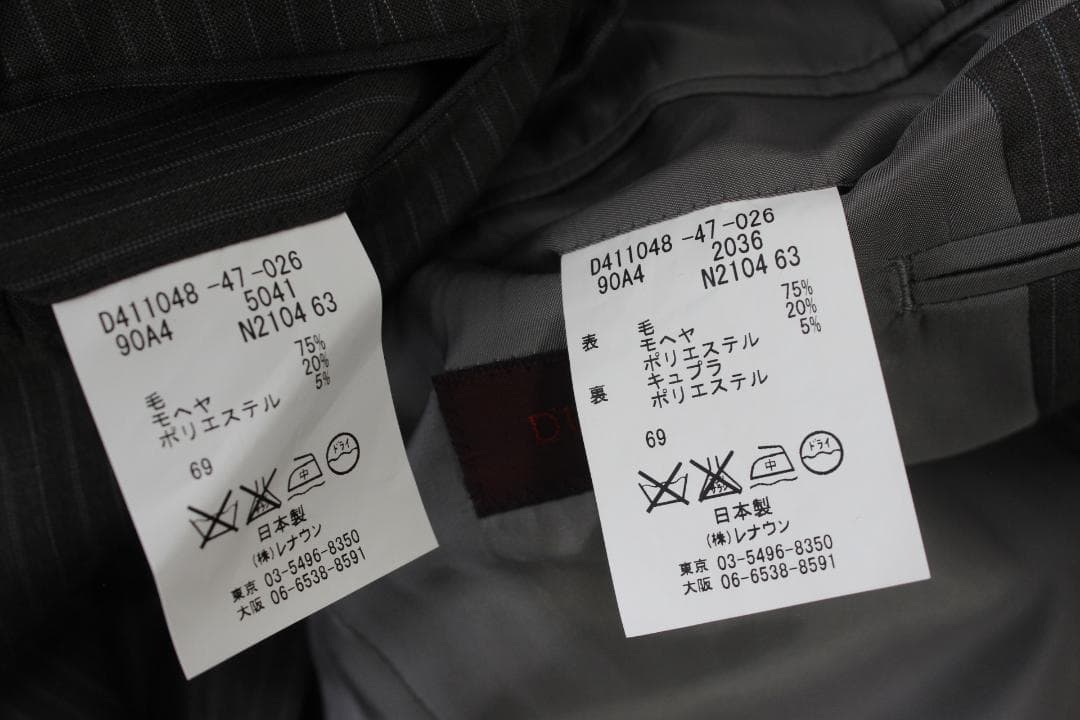 D411048 -47-026
5041
90A4 N2104 63
75%
20%
5%
毛
モヘヤ
ポリエステル
69
ドライ
中
日本製
(株)レナウン
東京 03-5496-8350
大阪 06-6538-8591
D411048 -47-026
2036
90A4 N2104 63
75%
20%
5%
表 毛
モヘヤ
ポリエステル
裏 キュプラ
ポリエステル
69
中
ドライ
日本製
(株)レナウン
東京 03-5496-8350
大阪 06-6538-8591